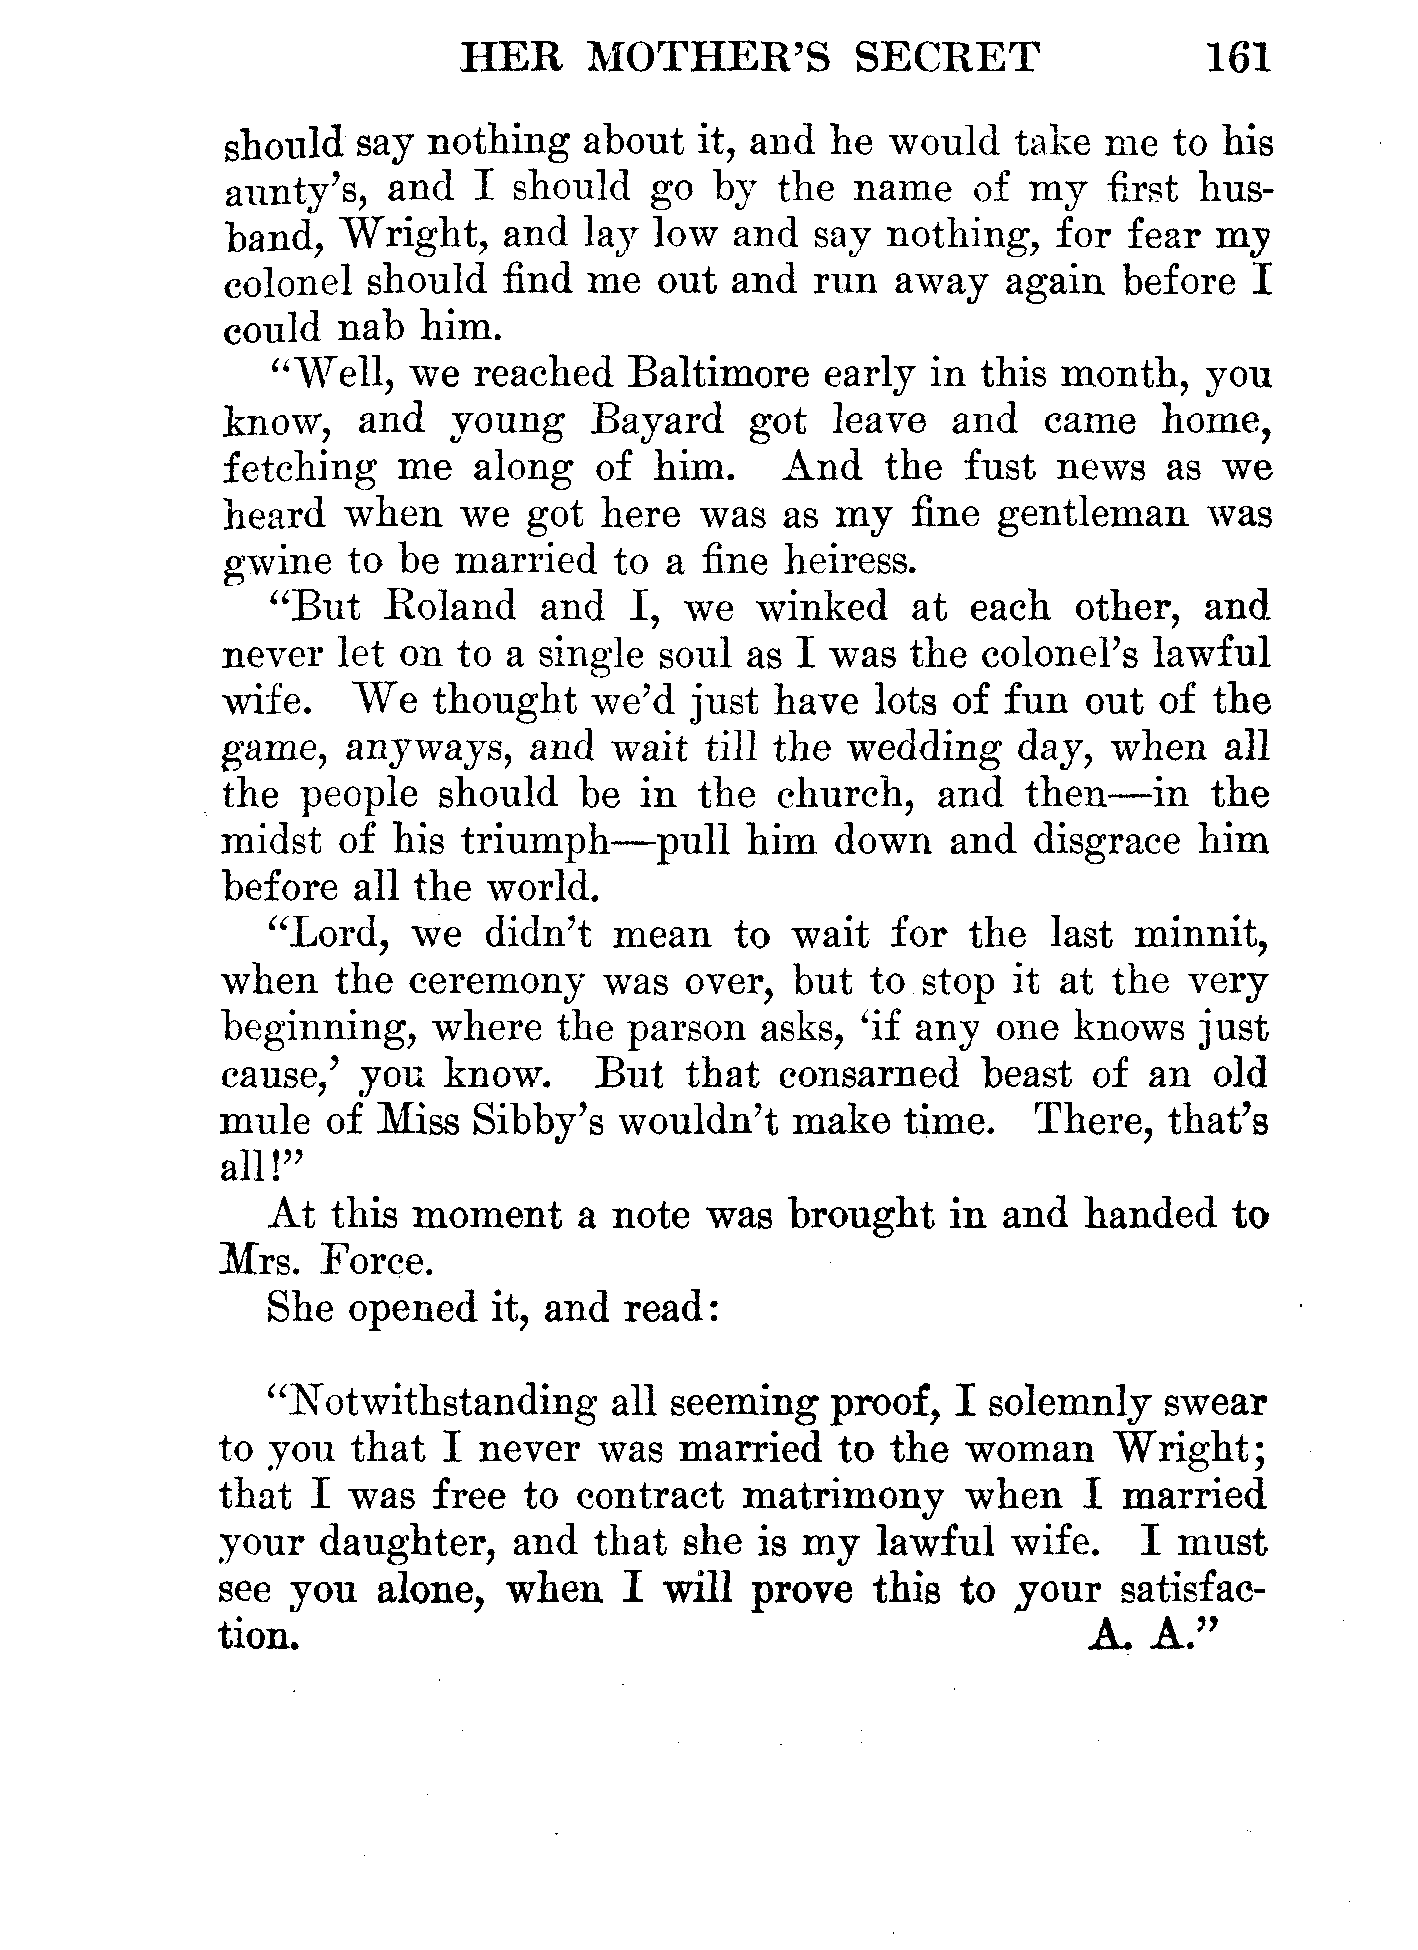 HER MOTHER'S SECRET 161
should say nothing about it, and he would take me to his
aunty's, and I should go by the name of my first hus-
band, Wright, and lay low and say nothing, for fear my
colonel should find me out and run away again before I
could nab him.
"Well, we reached Baltimore early in this month, you
know, and young Bayard got leave and came home,
fetching me along of him. And the fust news as we
heard when we got here was as my fine gentleman was
gwine to be married to a fine heiress.
"But Roland and I, we winked at each other, and
never let on to a single soul as I was the colonel's lawful
wife. We thought we'd just have lots of fun out of the
game, anyways, and wait till the wedding day, when all
the people should be in the church, and then—in the
midst of his triumph—pull him down and disgrace him
before all the world.
"Lord, we didn't mean to wait for the last minnit,
when the ceremony was over, but to stop it at the very
beginning, where the parson asks, 'if any one knows just
cause,' you know. But that consarned beast of an old
mule of Miss Sibby's wouldn't make time. There, that's
all!"
At this moment a note was brought in and handed to
Mrs. Force.
She opened it, and read:
"Notwithstanding all seeming proof, I solemnly swear
to you that I never was married to the woman Wright;
that I was free to contract matrimony when I married
your daughter, and that she is my lawful wife. I must
see you alone, when I will prove this to your satisfac-
tion. A. A."